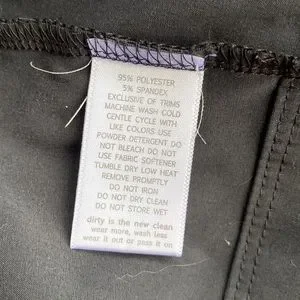 95% POLYESTER
5% SPANDEX
EXCLUSIVE OF TRIMS
MACHINE WASH COLD
GENTLE CYCLE WITH
LIKE COLORS USE
POWDER DETERGENT DO
NOT BLEACH DO NOT
USE FABRIC SOFTENER
TUMBLE DRY LOW HEAT
REMOVE PROMPTLY
DO NOT IRON
DO NOT DRY CLEAN
DO NOT STORE WET
dirty is the new clean
wear more, wash less
wear it out or pass it on